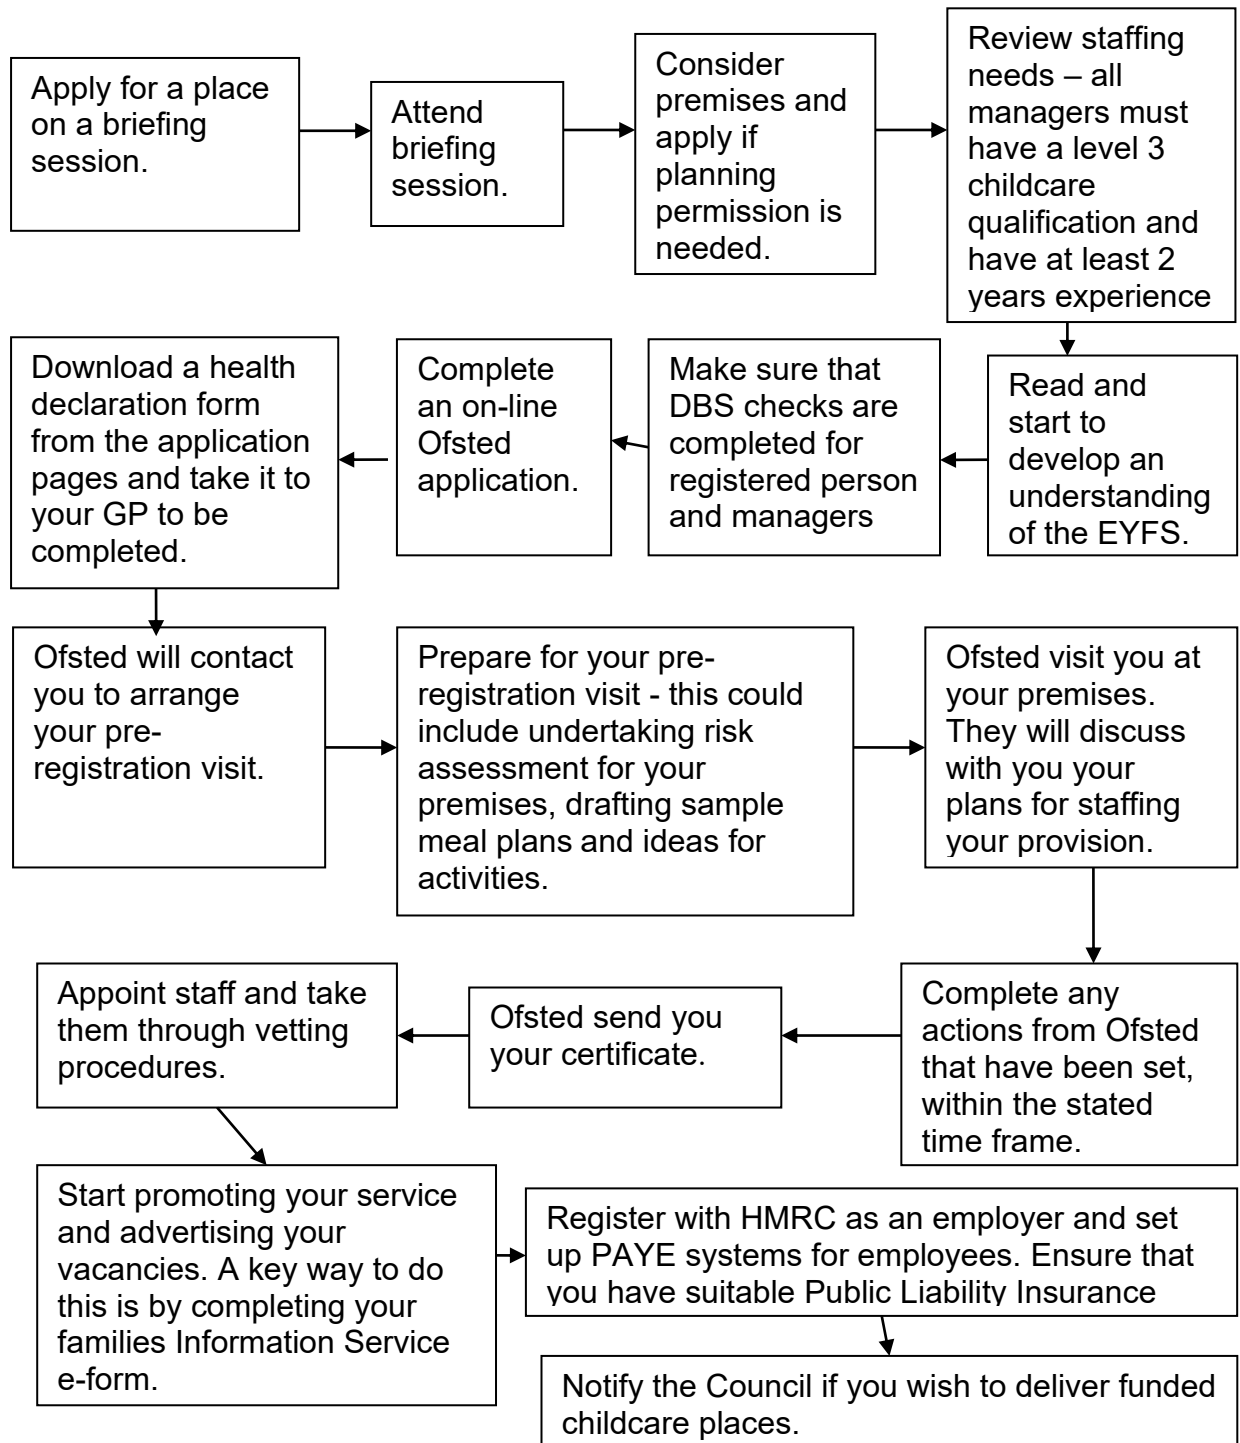 Apply for a place
on a briefing
session.
Attend
briefing
session.
Consider
premises and
apply if
planning
permission is
needed.
Review staffing
needs – all
managers must
have a level 3
childcare
qualification and
have at least 2
years experience
Read and
start to
develop an
understanding
of the EYFS.
Make sure that
DBS checks are
completed for
registered person
and managers
Complete
an on-line
Ofsted
application.
Download a health
declaration form
from the application
pages and take it to
your GP to be
completed.
Ofsted will contact
you to arrange
your pre-
registration visit.
Prepare for your pre-
registration visit - this could
include undertaking risk
assessment for your
premises, drafting sample
meal plans and ideas for
activities.
Ofsted visit you at
your premises.
They will discuss
with you your
plans for staffing
your provision.
Complete any
actions from Ofsted
that have been set,
within the stated
time frame.
Ofsted send you
your certificate.
Appoint staff and take
them through vetting
procedures.
Start promoting your service
and advertising your
vacancies. A key way to do
this is by completing your
families Information Service
e-form.
Register with HMRC as an employer and set
up PAYE systems for employees. Ensure that
you have suitable Public Liability Insurance
Notify the Council if you wish to deliver funded
childcare places.